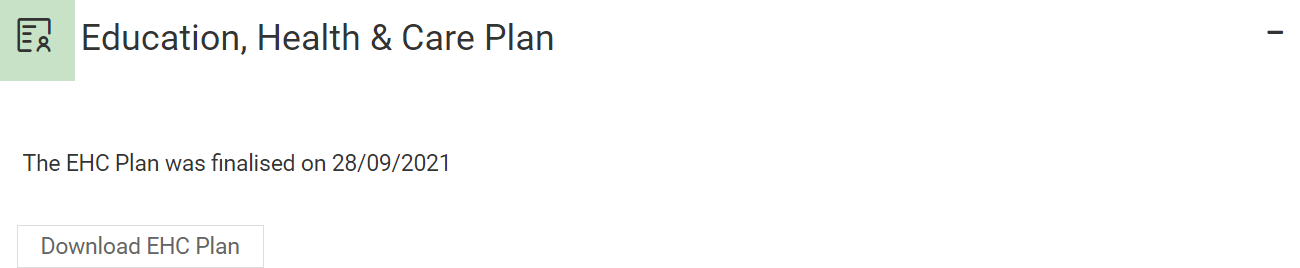 Education, Health & Care Plan
The EHC Plan was finalised on 28/09/2021
Download EHC Plan